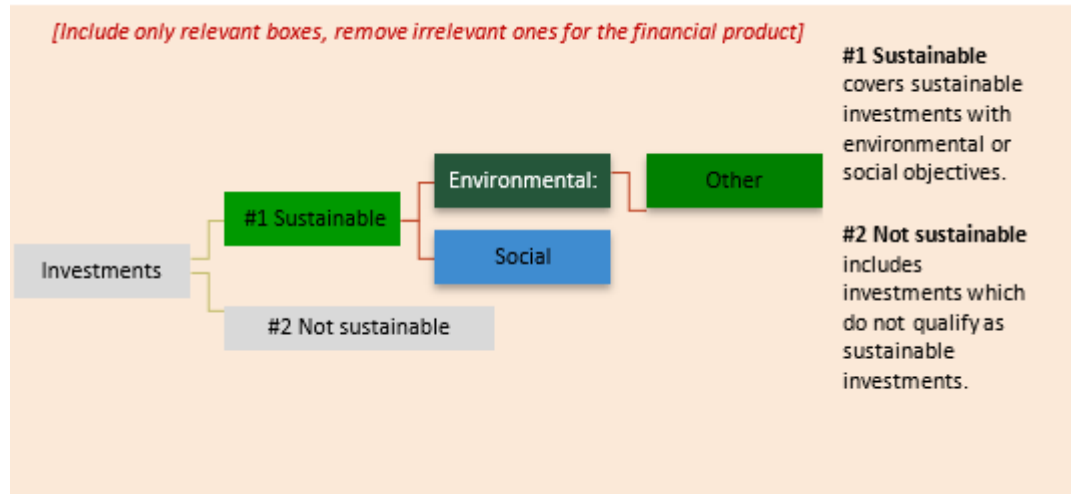 [Include only relevant boxes, remove irrelevant ones for the financial product]
#1 Sustainable
covers sustainable
investments with
environmental or
social objectives.
Environmental:
Other
#1 Sustainable
Social
Investments
#2 Not sustainable
#2 Not sustainable
includes
investments which
do not qualify as
sustainable
investments.